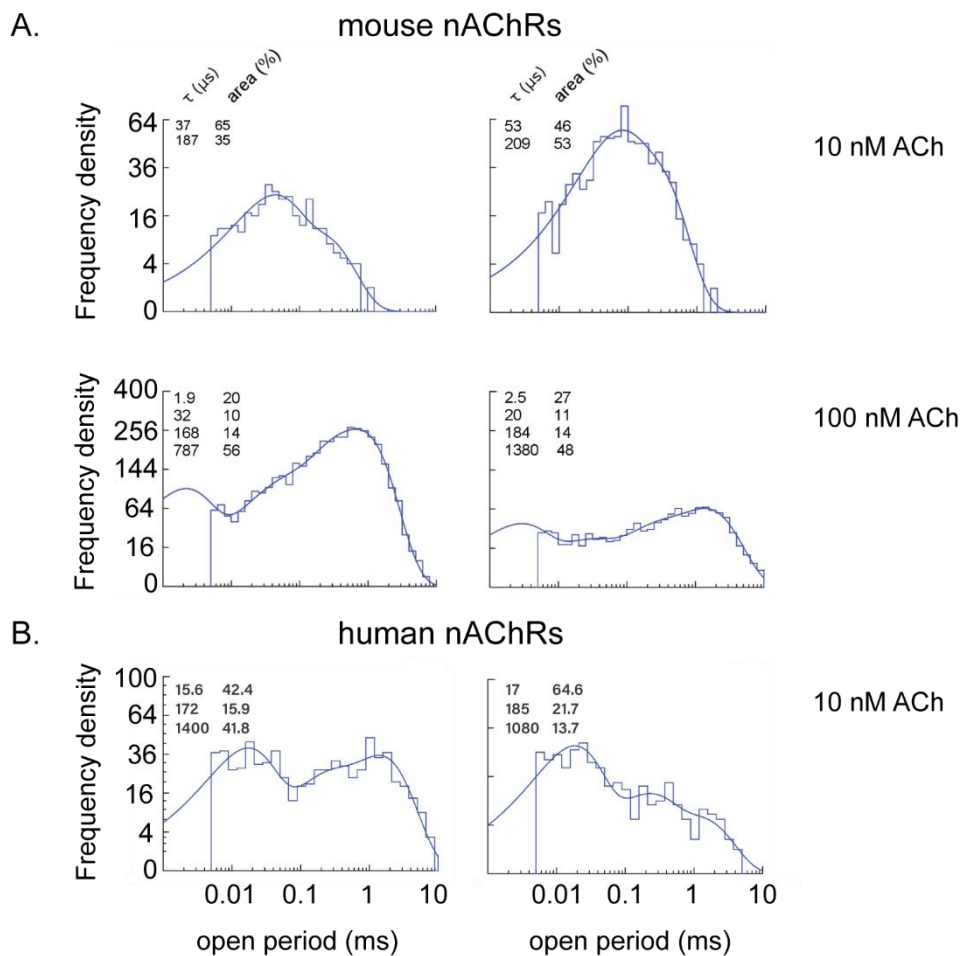 A. mouse nAChRs
τ (µs) area (%)
37 65
187 35
τ (µs) area (%)
53 46
209 53
10 nM ACh
Frequency density
64
36
16
4
0
1.9 20
32 10
168 14
787 56
2.5 27
20 11
184 14
1380 48
100 nM ACh
Frequency density
400
256
144
64
16
0
B. human nAChRs
15.6 42.4
172 15.9
1400 41.8
17 64.6
185 21.7
1080 13.7
10 nM ACh
Frequency density
100
64
36
16
4
0
0.01 0.1 1 10
0.01 0.1 1 10
open period (ms)
open period (ms)